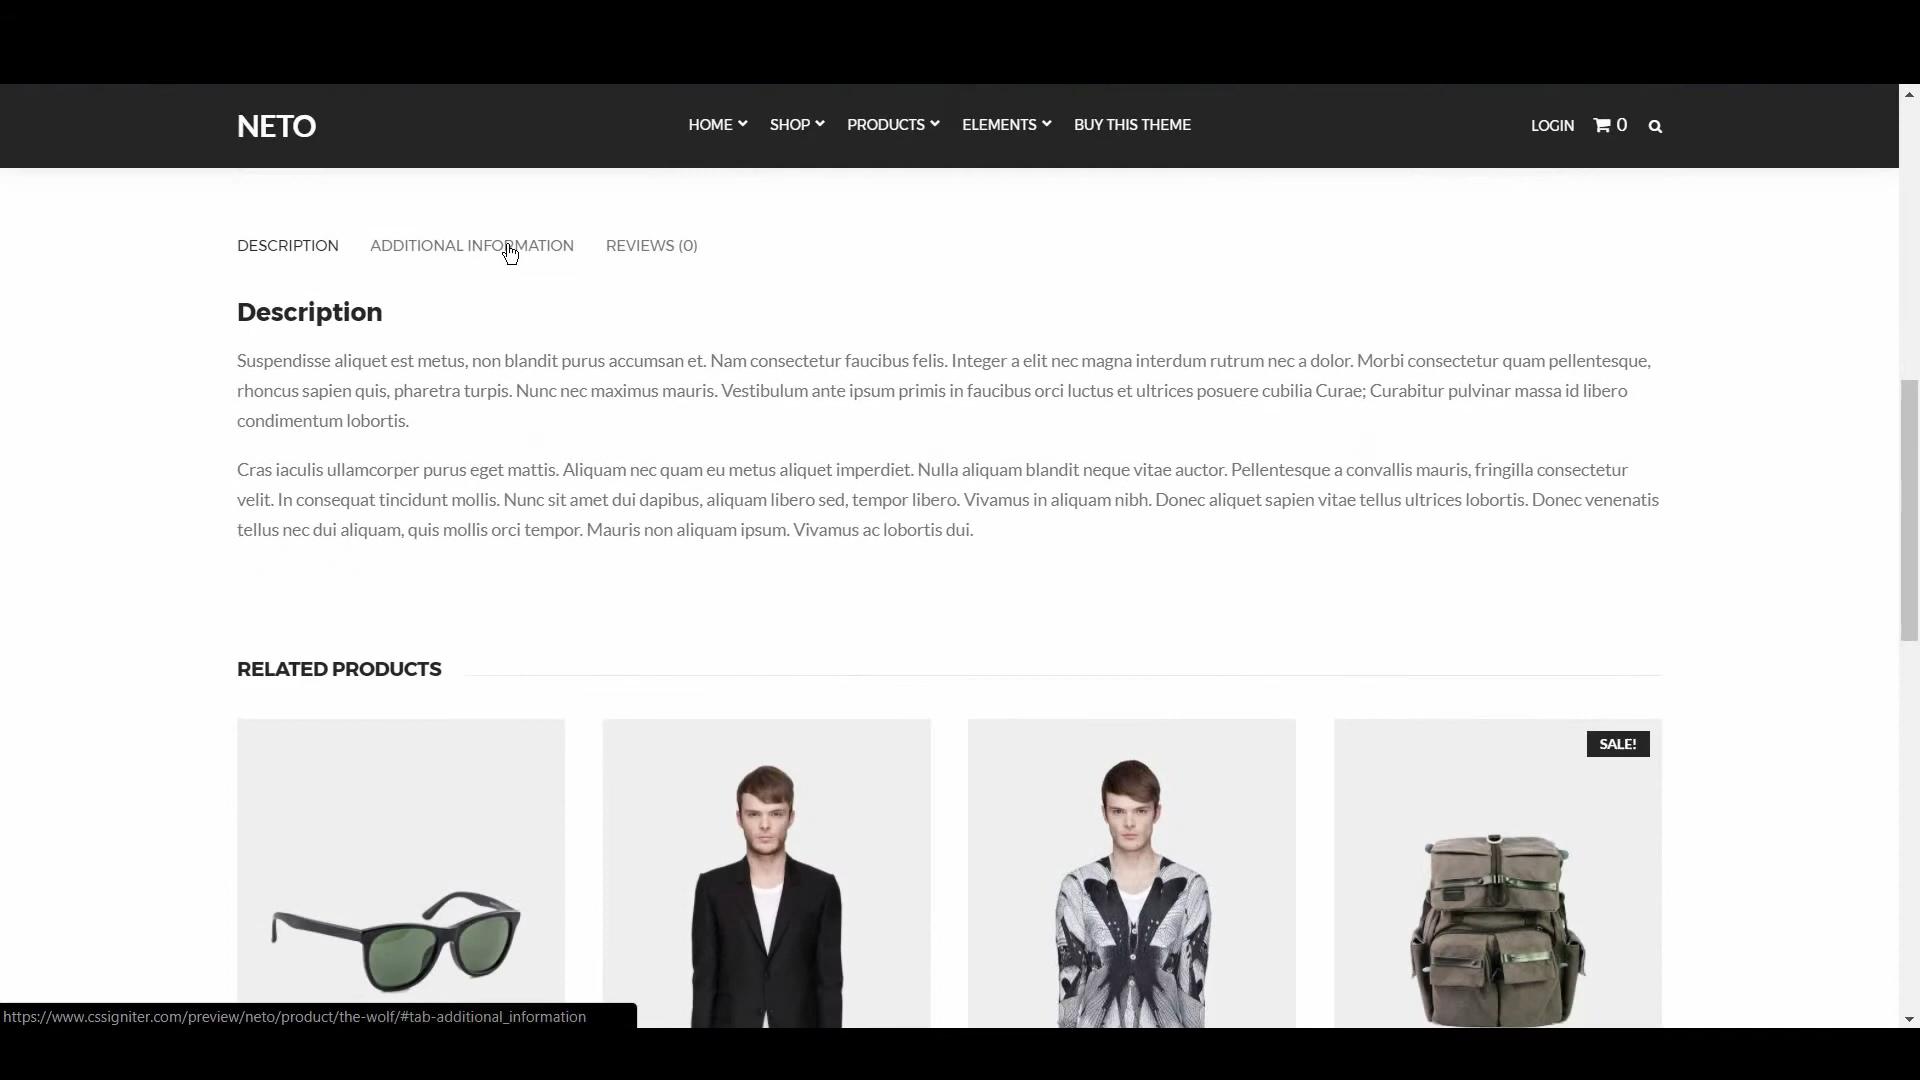 NETO
HOME SHOP PRODUCTS ELEMENTS BUY THIS THEME
LOGIN 0
DESCRIPTION ADDITIONAL INFORMATION REVIEWS (0)
Description
Suspendisse aliquet est metus, non blandit purus accumsan et. Nam consectetur faucibus felis. Integer a elit nec magna interdum rutrum nec a dolor. Morbi consectetur quam pellentesque,
rhoncus sapien quis, pharetra turpis. Nunc nec maximus mauris. Vestibulum ante ipsum primis in faucibus orci luctus et ultrices posuere cubilia Curae; Curabitur pulvinar massa id libero
condimentum lobortis.
Cras iaculis ullamcorper purus eget mattis. Aliquam nec quam eu metus aliquet imperdiet. Nulla aliquam blandit neque vitae auctor. Pellentesque a convallis mauris, fringilla consectetur
velit. In consequat tincidunt mollis. Nunc sit amet dui dapibus, aliquam libero sed, tempor libero. Vivamus in aliquam nibh. Donec aliquet sapien vitae tellus ultrices lobortis. Donec venenatis
tellus nec dui aliquam, quis mollis orci tempor. Mauris non aliquam ipsum. Vivamus ac lobortis dui.
RELATED PRODUCTS
SALE!
https://www.cssigniter.com/preview/neto/product/the-wolf/#tab-additional_information